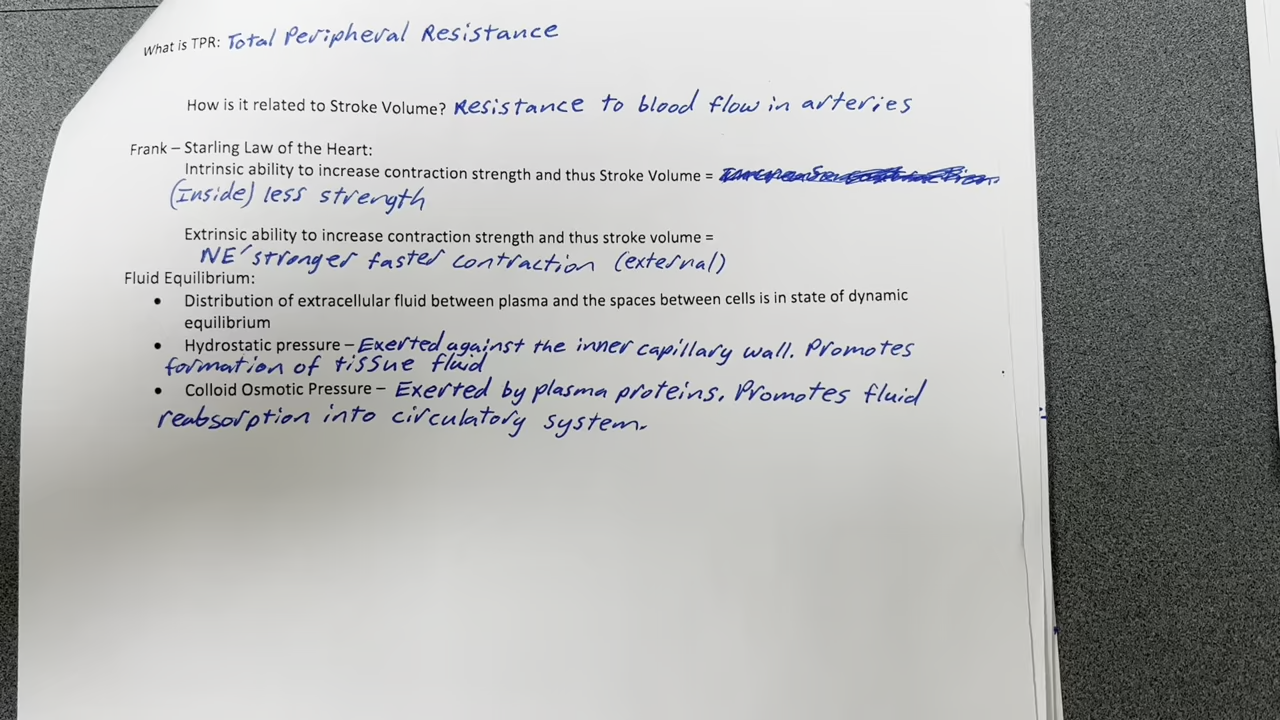 What is TPR: Total Peripheral Resistance
How is it related to Stroke Volume? Resistance to blood flow in arteries
Frank – Starling Law of the Heart:
Intrinsic ability to increase contraction strength and thus Stroke Volume =
(Inside) less strength
Extrinsic ability to increase contraction strength and thus stroke volume =
NE stronger faster contraction (external)
Fluid Equilibrium:
• Distribution of extracellular fluid between plasma and the spaces between cells is in state of dynamic
equilibrium
• Hydrostatic pressure – Exerted against the inner capillary wall. Promotes
formation of tissue fluid
• Colloid Osmotic Pressure – Exerted by plasma proteins. Promotes fluid
reabsorption into circulatory system.